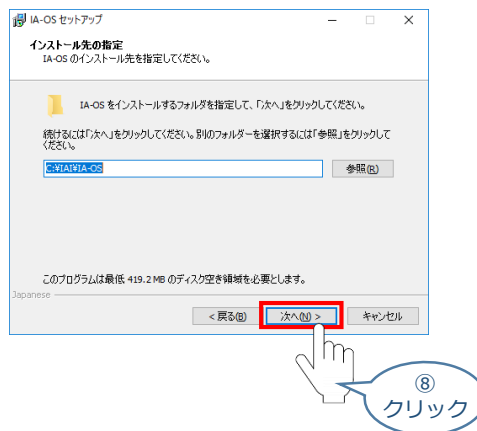 IA-OS セットアップ
インストール先の指定
IA-OS のインストール先を指定してください。
IA-OS をインストールするフォルダを指定して、「次へ」をクリックしてください。
続けるには「次へ」をクリックしてください。別のフォルダーを選択するには「参照」をクリックして
ください。
C:¥IAI¥IA-OS
参照(R)
このプログラムは最低 419.2 MB のディスク空き領域を必要とします。
Japanese
< 戻る(B)
次へ(N) >
キャンセル
⑧
クリック